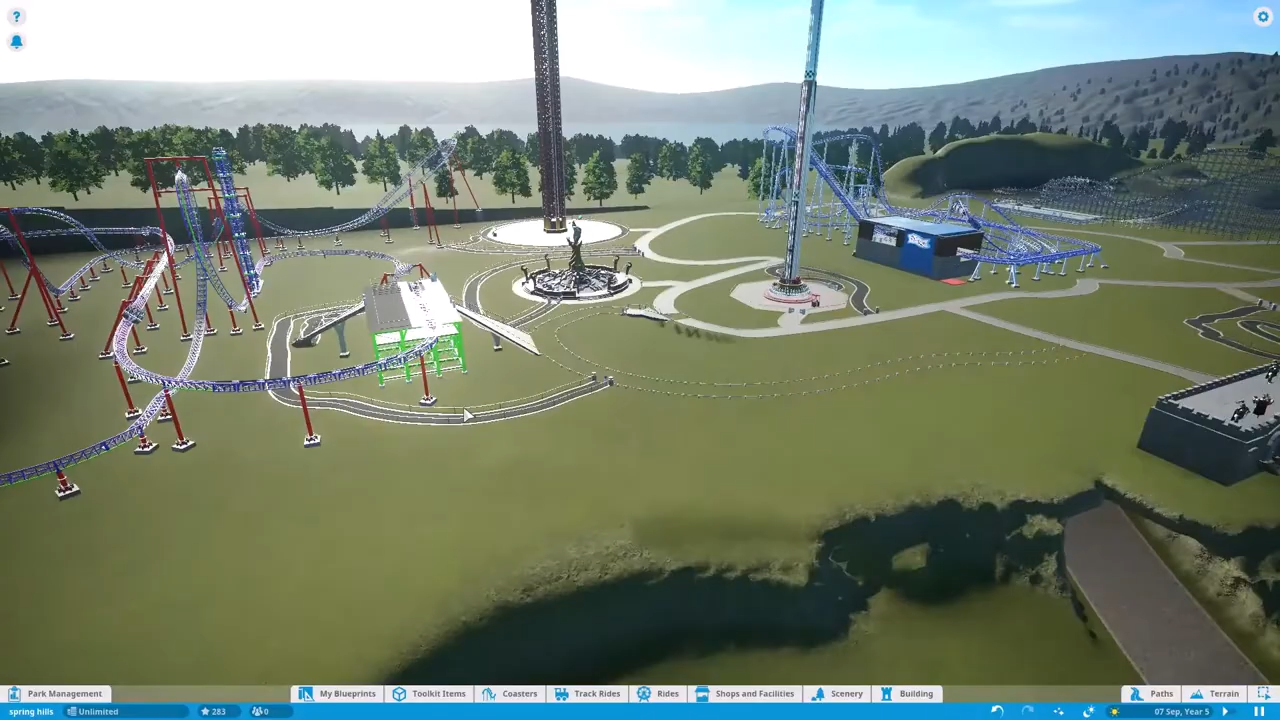 ?
Park Management
My Blueprints
Toolkit Items
Coasters
Track Rides
Rides
Shops and Facilities
Scenery
Building
Paths
Terrain
spring hills
Unlimited
283
0
07 Sep, Year 5